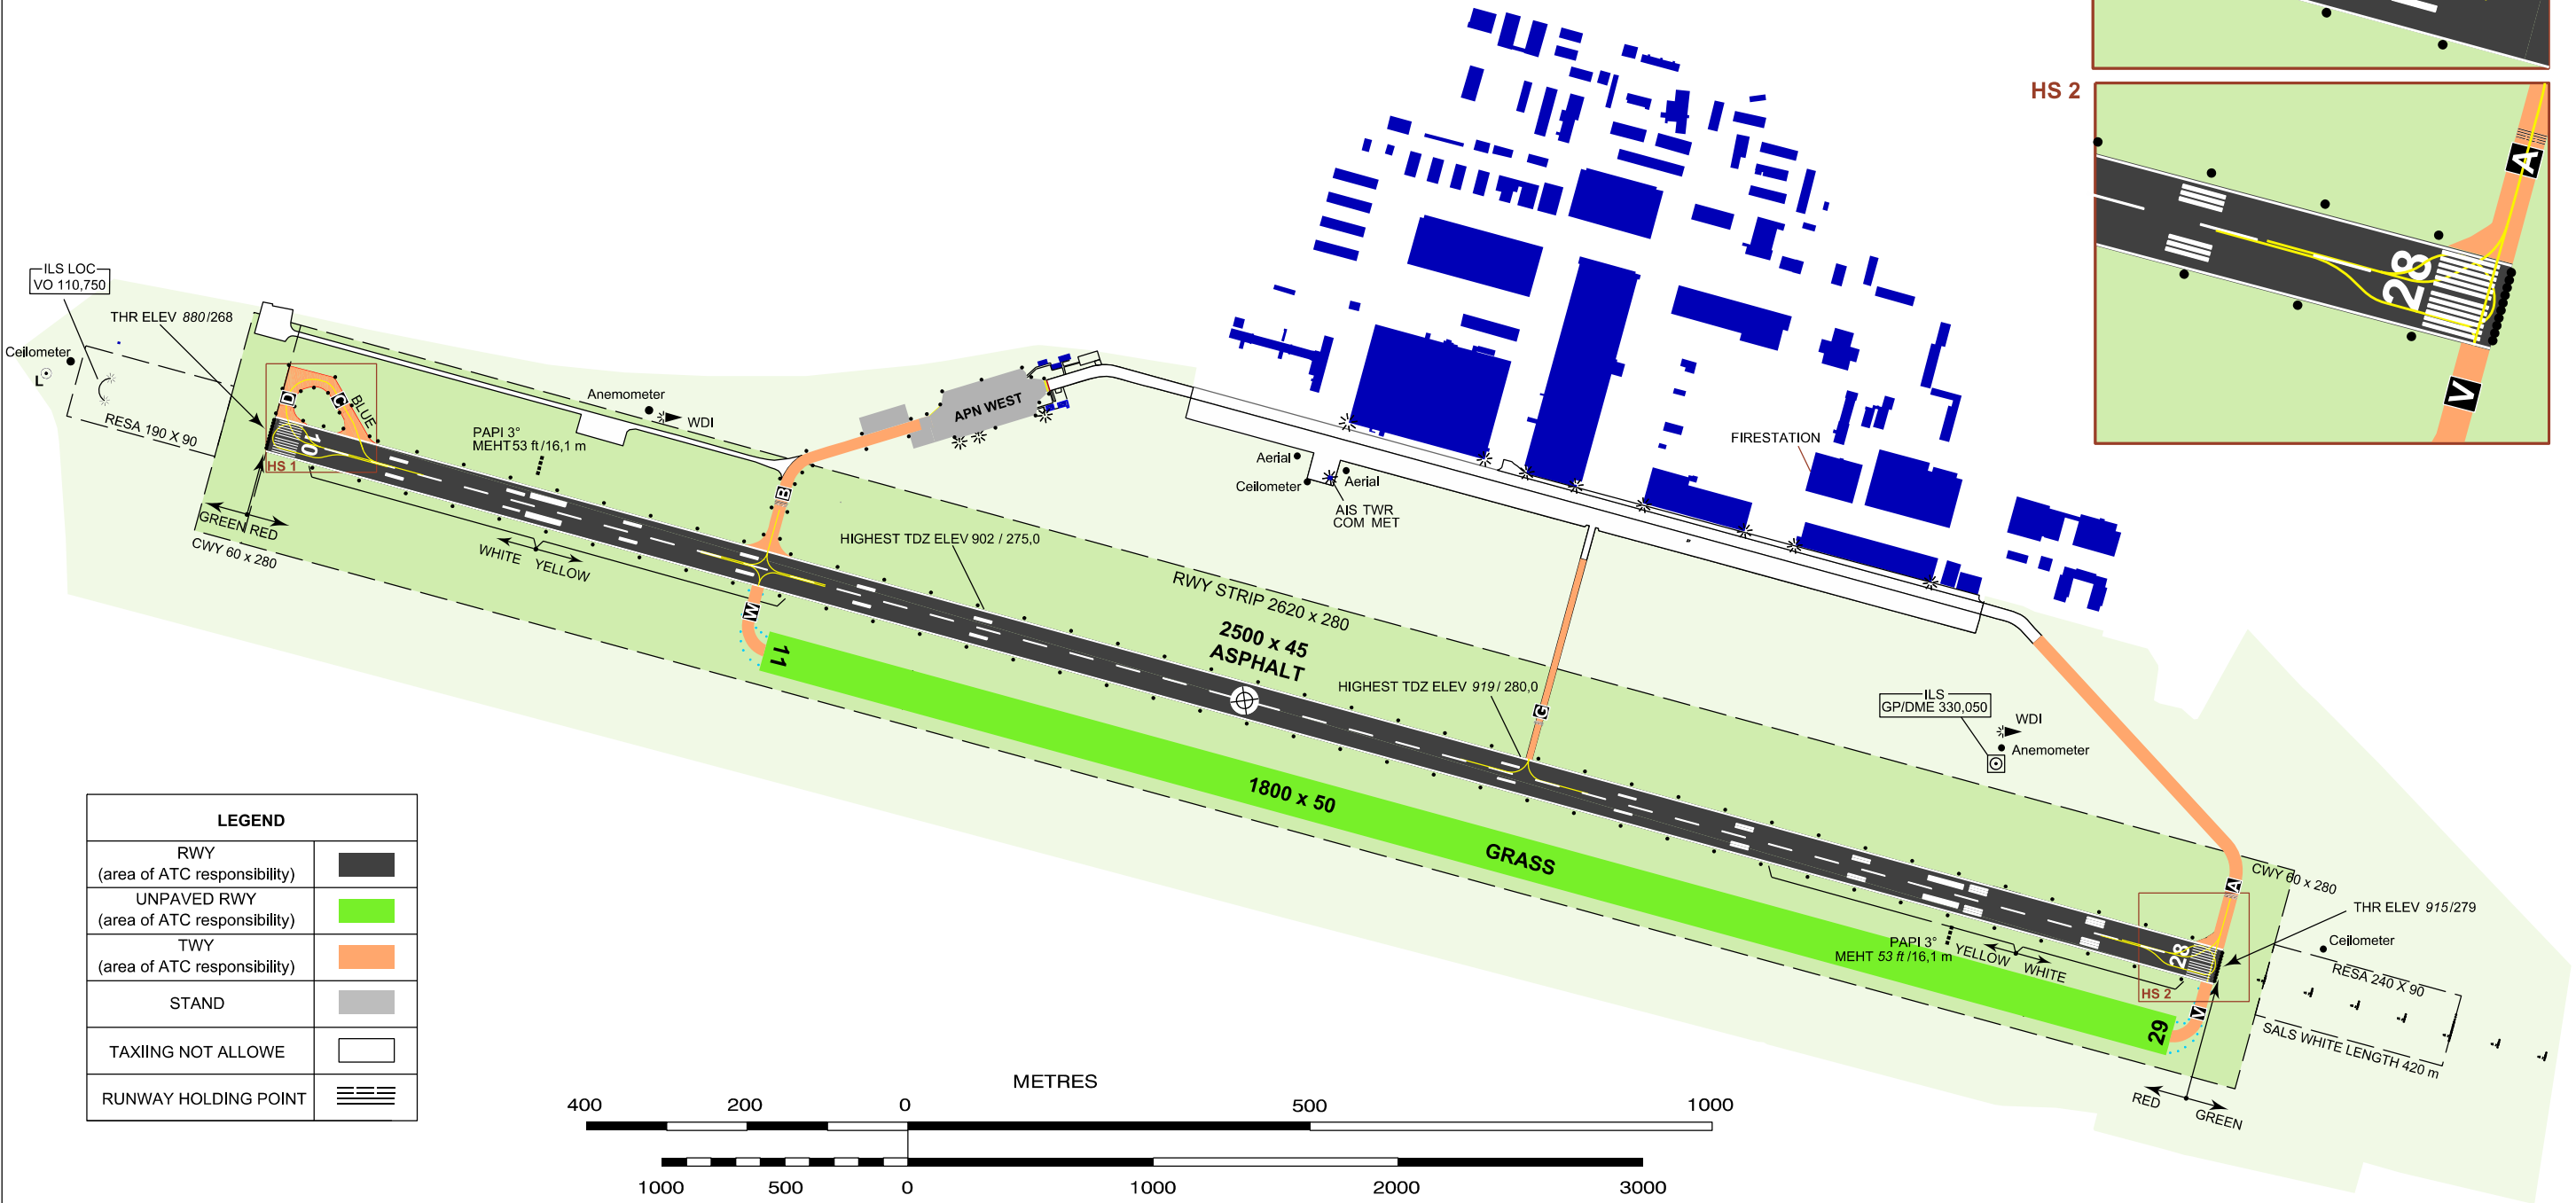 HS 2
A
28
V
ILS LOC
VO 110,750
THR ELEV 880/268
Ceilometer
L
RESA 190 X 90
D
C
BLUE
10
HS 1
GREEN RED
CWY 60 x 280
Anemometer
WDI
PAPI 3°
MEHT 53 ft /16,1 m
WHITE YELLOW
APN WEST
B
M
11
HIGHEST TDZ ELEV 902 / 275,0
RWY STRIP 2620 x 280
2500 x 45
ASPHALT
Aerial
Ceilometer
Aerial
AIS TWR
COM MET
FIRESTATION
HIGHEST TDZ ELEV 919 / 280,0
G
1800 x 50
GRASS
ILS
GP/DME 330,050
WDI
Anemometer
A
CWY 60 x 280
THR ELEV 915/279
Ceilometer
RESA 240 X 90
SALS WHITE LENGTH 420 m
PAPI 3°
MEHT 53 ft /16,1 m
YELLOW WHITE
28
HS 2
V
29
RED GREEN
LEGEND
RWY
(area of ATC responsibility)
UNPAVED RWY
(area of ATC responsibility)
TWY
(area of ATC responsibility)
STAND
TAXIING NOT ALLOWE
RUNWAY HOLDING POINT
METRES
400 200 0 500 1000
1000 500 0 1000 2000 3000